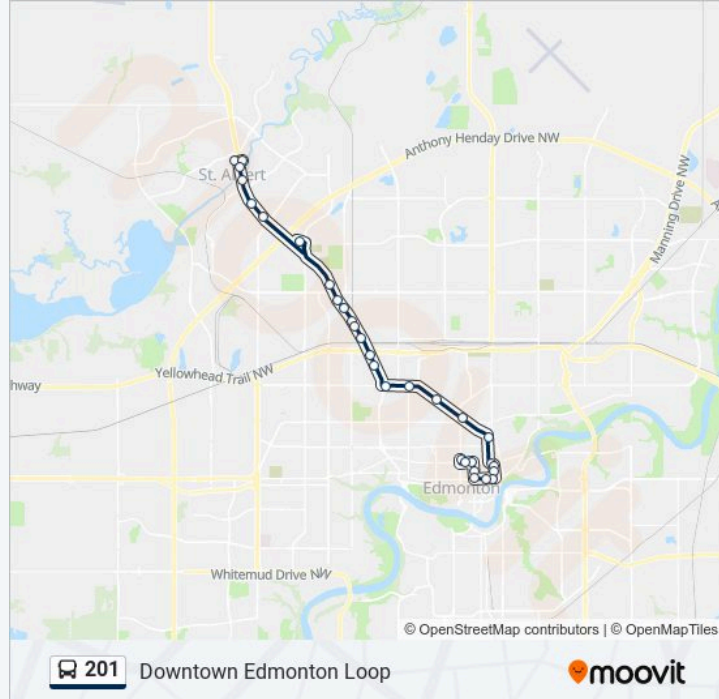 Anthony Henday Drive NW
St. Albert
Manning Drive NW
Yellowhead Trail NW
hway
Edmonton
Whitemud Drive NW
© OpenStreetMap contributors | © OpenMapTiles
201 Downtown Edmonton Loop
moovit